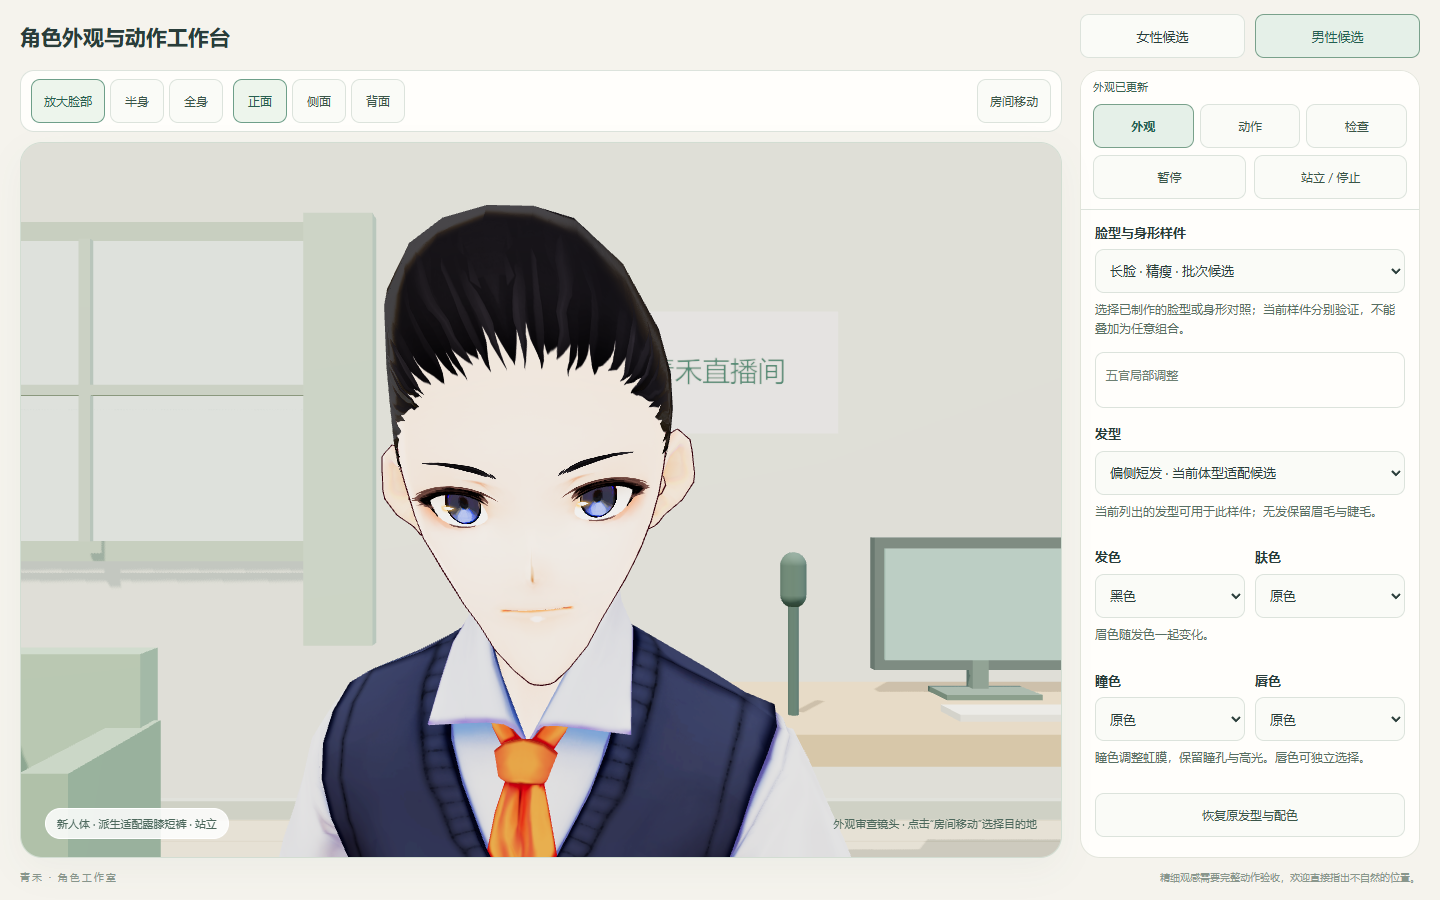 角色外观与动作工作台
女性候选
男性候选
放大脸部
半身
全身
正面
侧面
背面
房间移动
外观已更新
外观
动作
检查
暂停
站立 / 停止
脸型与身形样件
长脸 · 精瘦 · 批次候选
选择已制作的脸型或身形对照；当前样件分别验证，不能
叠加为任意组合。
五官局部调整
发型
偏侧短发 · 当前体型适配候选
当前列出的发型可用于此样件；无发保留眉毛与睫毛。
发色
肤色
黑色
原色
眉色随发色一起变化。
瞳色
唇色
原色
原色
瞳色调整虹膜，保留瞳孔与高光。唇色可独立选择。
恢复原发型与配色
禾直播间
新人体 · 派生适配露膝短裤 · 站立
外观审查镜头 · 点击“房间移动”选择目的地
青禾 · 角色工作室
精细观感需要完整动作验收，欢迎直接指出不自然的位置。